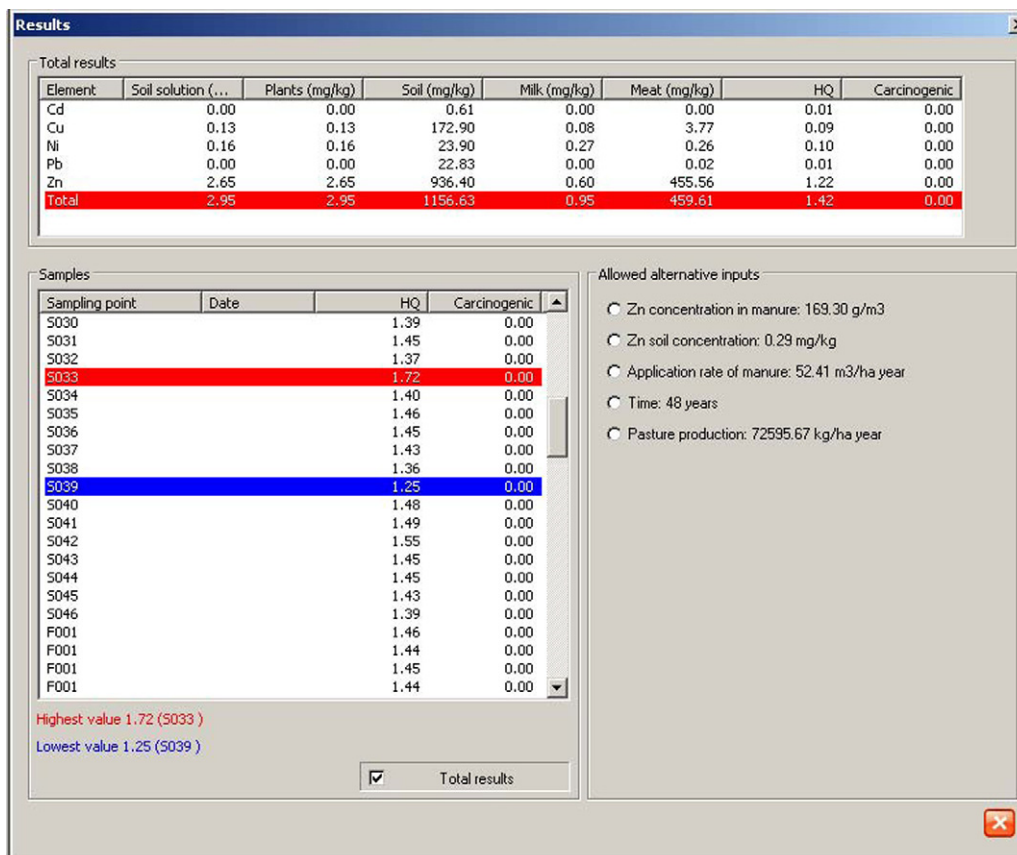 Results
Total results
Element Soil solution (... Plants (mg/kg) Soil (mg/kg) Milk (mg/kg) Meat (mg/kg) HQ Carcinogenic
Cd 0.00 0.00 0.61 0.00 0.00 0.01 0.00
Cu 0.13 0.13 172.90 0.08 3.77 0.09 0.00
Ni 0.16 0.16 23.90 0.27 0.26 0.10 0.00
Pb 0.00 0.00 22.83 0.00 0.02 0.01 0.00
Zn 2.65 2.65 936.40 0.60 455.56 1.22 0.00
Total 2.95 2.95 1156.63 0.95 459.61 1.42 0.00
Samples
Sampling point Date HQ Carcinogenic
S030 1.39 0.00
S031 1.45 0.00
S032 1.37 0.00
S033 1.72 0.00
S034 1.40 0.00
S035 1.46 0.00
S036 1.45 0.00
S037 1.43 0.00
S038 1.36 0.00
S039 1.25 0.00
S040 1.48 0.00
S041 1.49 0.00
S042 1.55 0.00
S043 1.45 0.00
S044 1.45 0.00
S045 1.43 0.00
S046 1.39 0.00
F001 1.46 0.00
F001 1.44 0.00
F001 1.45 0.00
F001 1.44 0.00
Highest value 1.72 (S033 )
Lowest value 1.25 (S039 )
Total results
Allowed alternative inputs
Zn concentration in manure: 169.30 g/m3
Zn soil concentration: 0.29 mg/kg
Application rate of manure: 52.41 m3/ha year
Time: 48 years
Pasture production: 72595.67 kg/ha year